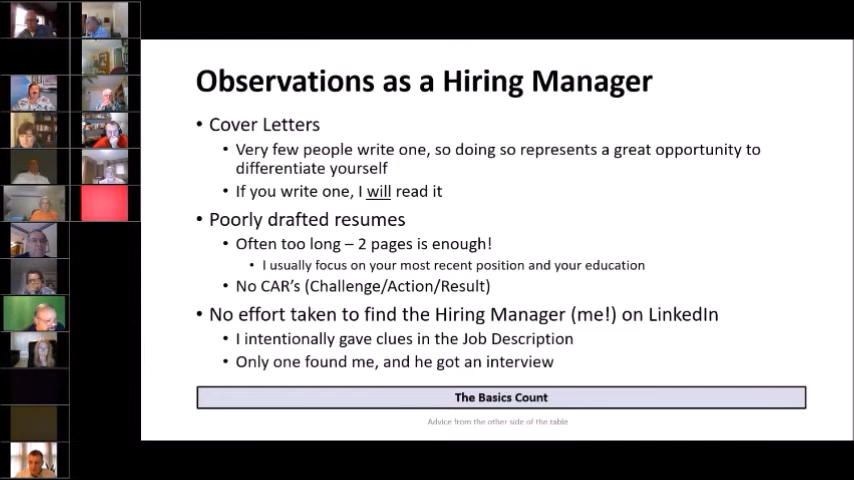 Observations as a Hiring Manager
• Cover Letters
• Very few people write one, so doing so represents a great opportunity to
differentiate yourself
• If you write one, I will read it
• Poorly drafted resumes
• Often too long – 2 pages is enough!
• I usually focus on your most recent position and your education
• No CAR's (Challenge/Action/Result)
• No effort taken to find the Hiring Manager (me!) on LinkedIn
• I intentionally gave clues in the Job Description
• Only one found me, and he got an interview
The Basics Count
Advice from the other side of the table